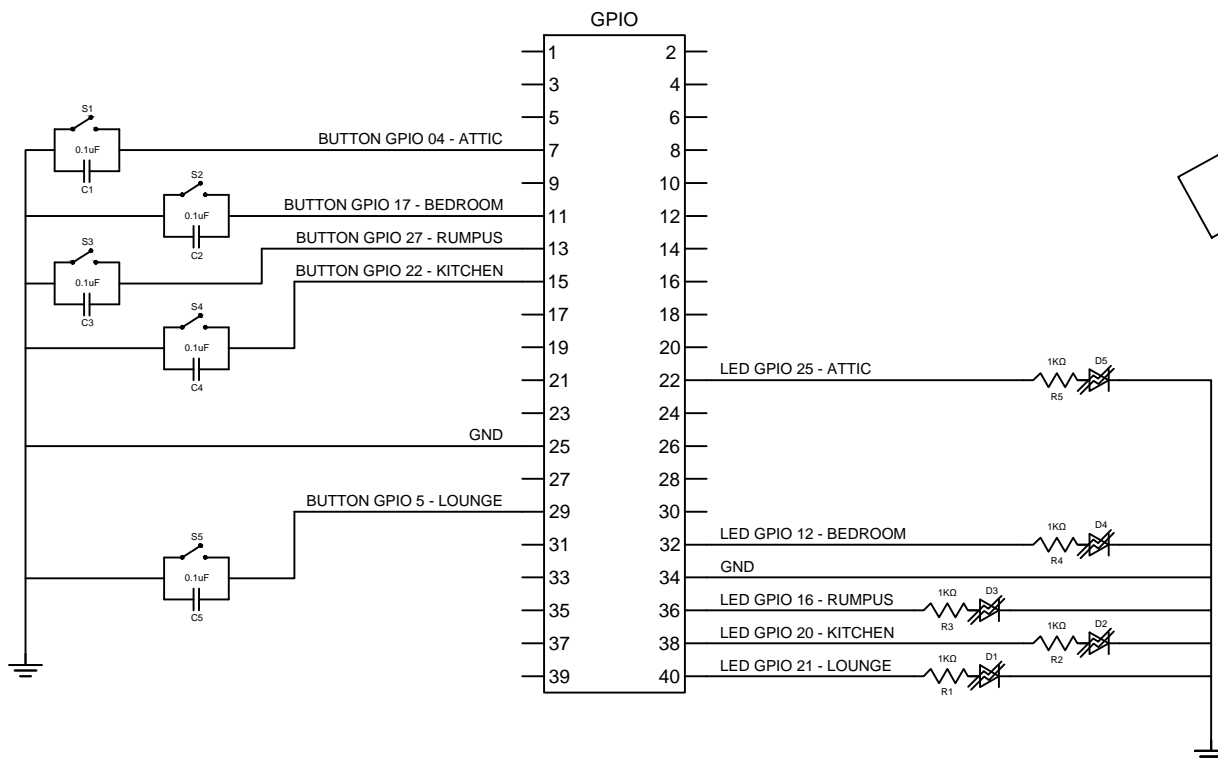 GPIO
1 2
3 4
S1
5 6
BUTTON GPIO 04 - ATTIC
0.1uF
7 8
C1
S2
9 10
BUTTON GPIO 17 - BEDROOM
0.1uF
11 12
BUTTON GPIO 27 - RUMPUS
S3
C2
13 14
BUTTON GPIO 22 - KITCHEN
0.1uF
15 16
S4
C3
17 18
0.1uF
19 20
LED GPIO 25 - ATTIC
1KΩ D5
C4
21 22
R5
23 24
GND
25 26
27 28
BUTTON GPIO 5 - LOUNGE
29 30
S5
LED GPIO 12 - BEDROOM
1KΩ D4
31 32
R4
GND
0.1uF
33 34
LED GPIO 16 - RUMPUS
1KΩ D3
C5
35 36
R3
LED GPIO 20 - KITCHEN
1KΩ D2
37 38
R2
LED GPIO 21 - LOUNGE
1KΩ D1
39 40
R1